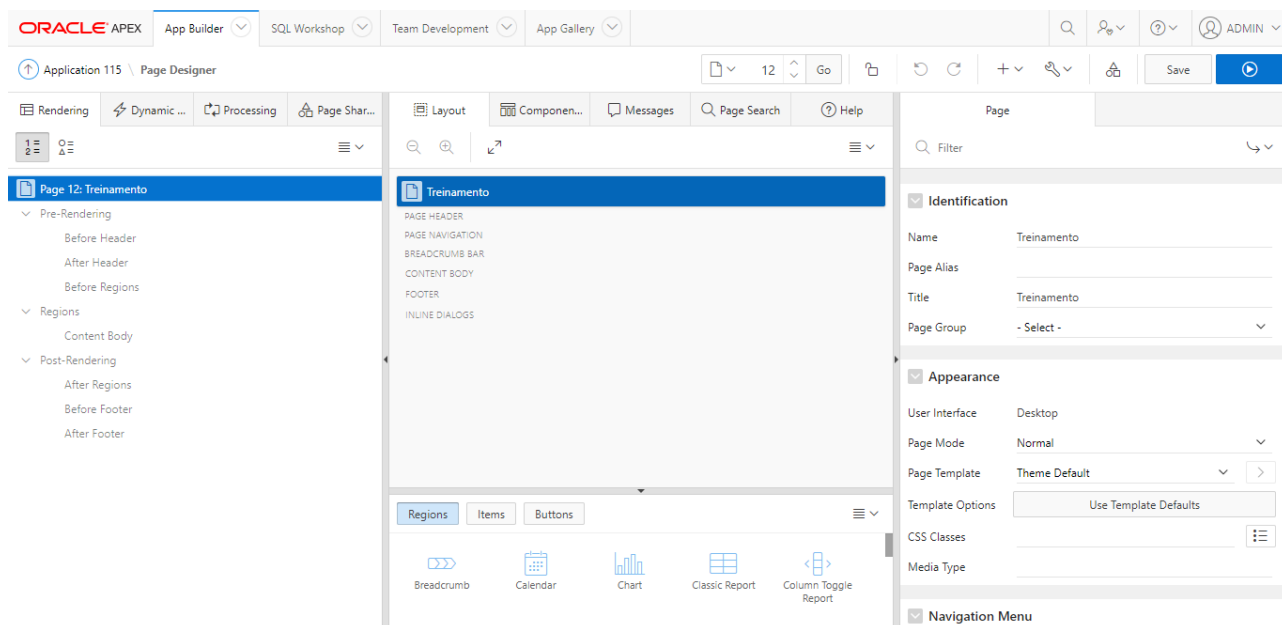 ORACLE APEX App Builder SQL Workshop Team Development App Gallery ADMIN
Application 115 \ Page Designer 12 Go Save
Rendering Dynamic ... Processing Page Shar... Layout Componen... Messages Page Search Help Page
Filter
Page 12: Treinamento
Pre-Rendering
Before Header
After Header
Before Regions
Regions
Content Body
Post-Rendering
After Regions
Before Footer
After Footer
Treinamento
PAGE HEADER
PAGE NAVIGATION
BREADCRUMB BAR
CONTENT BODY
FOOTER
INLINE DIALOGS
Regions Items Buttons
Breadcrumb Calendar Chart Classic Report Column Toggle
Report
Identification
Name Treinamento
Page Alias
Title Treinamento
Page Group - Select -
Appearance
User Interface Desktop
Page Mode Normal
Page Template Theme Default
Template Options Use Template Defaults
CSS Classes
Media Type
Navigation Menu